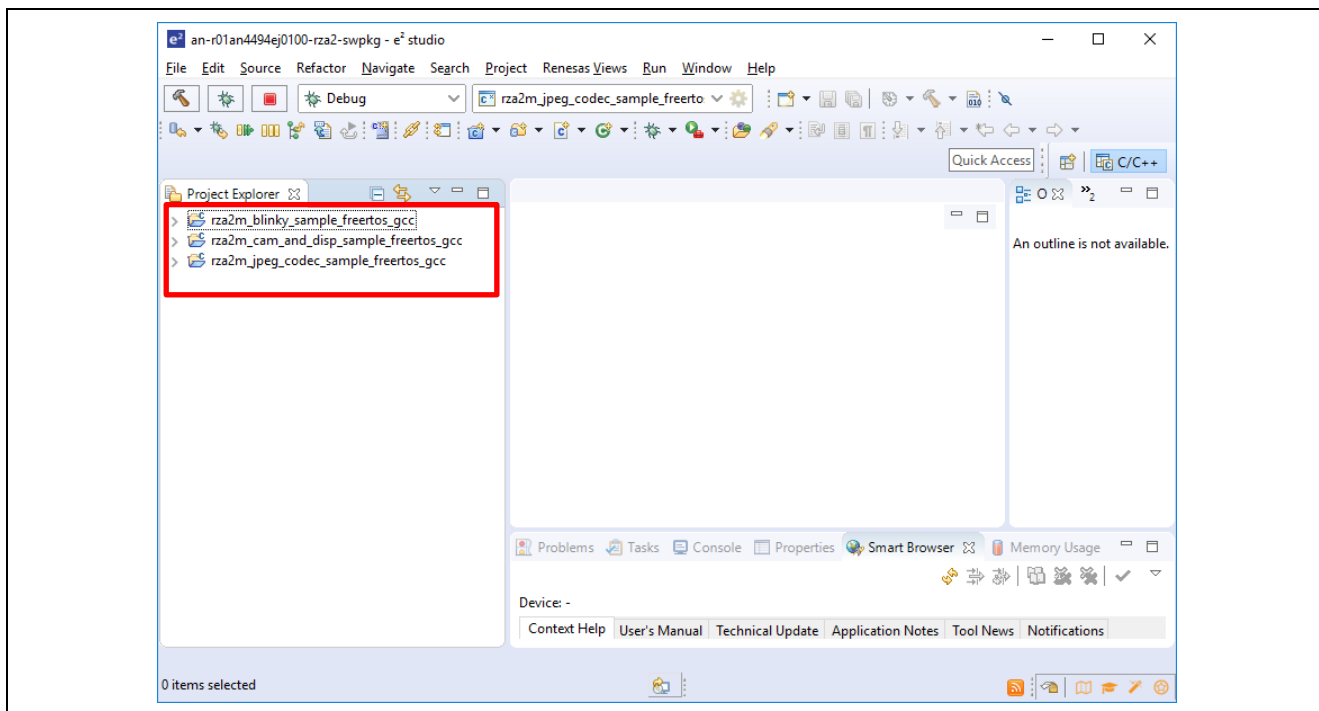 e² an-r01an4494ej0100-rza2-swpkg - e² studio
File Edit Source Refactor Navigate Search Project Renesas Views Run Window Help
Debug rza2m_jpeg_codec_sample_freerto
Quick Access C/C++
Project Explorer O »2
rza2m_blinky_sample_freertos_gcc
rza2m_cam_and_disp_sample_freertos_gcc
rza2m_jpeg_codec_sample_freertos_gcc
An outline is not available.
Problems Tasks Console Properties Smart Browser Memory Usage
Device: -
Context Help User's Manual Technical Update Application Notes Tool News Notifications
0 items selected